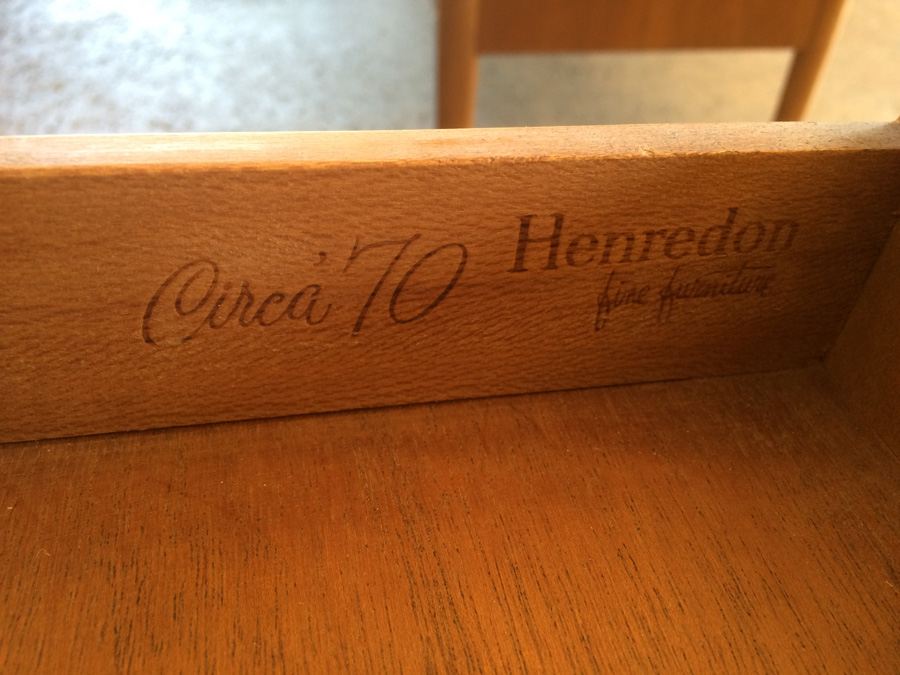 Circa '70
Henredon
fine furniture